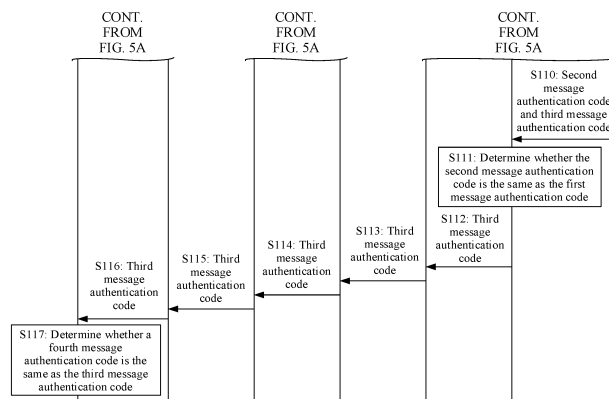 CONT.
FROM
FIG. 5A
CONT.
FROM
FIG. 5A
CONT.
FROM
FIG. 5A
S110: Second
message
authentication code
and third message
authentication code
S111: Determine whether the
second message authentication
code is the same as the first
message authentication code
S112: Third
message
authentication
code
S113: Third
message
authentication
code
S114: Third
message
authentication
code
S115: Third
message
authentication
code
S116: Third
message
authentication
code
S117: Determine whether a
fourth message
authentication code is the
same as the third message
authentication code